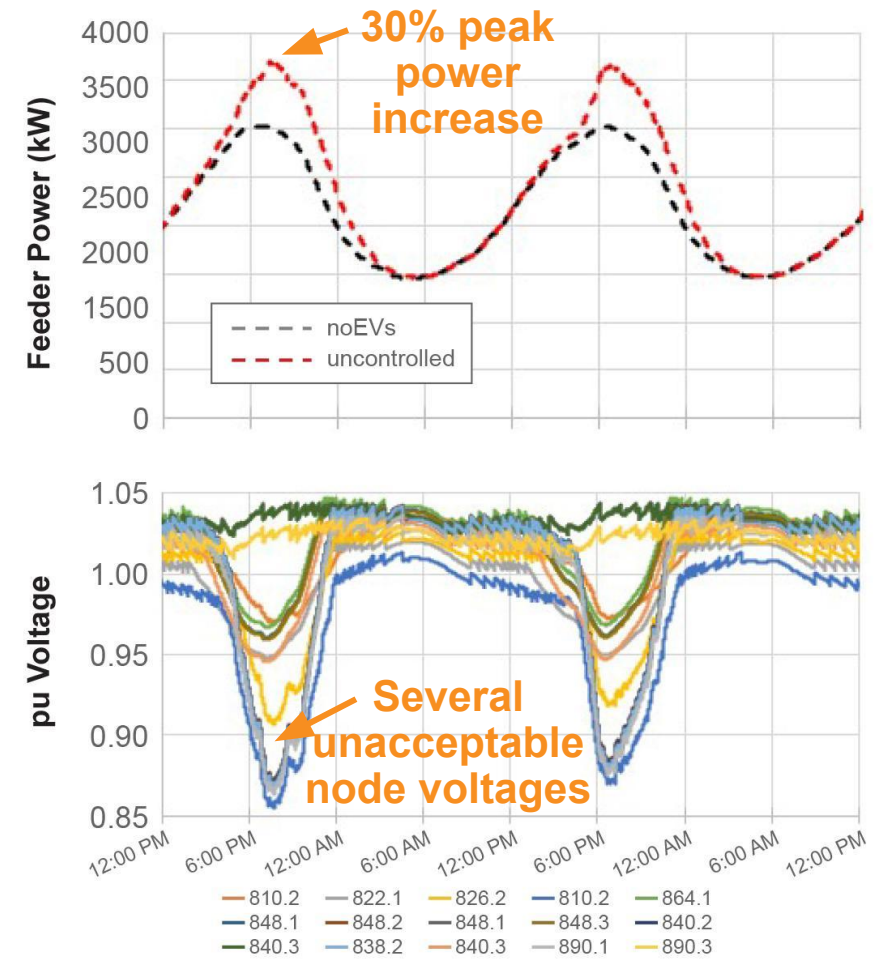 30% peak
power
increase
Feeder Power (kW)
4000
3500
3000
2500
2000
1500
500
0
noEVs
uncontrolled
pu Voltage
1.05
1.00
0.95
0.90
0.85
Several
unacceptable
node voltages
12:00 PM 6:00 PM 12:00 AM 6:00 AM 12:00 PM 6:00 PM 12:00 AM 6:00 AM 12:00 PM
810.2 822.1 826.2 810.2 864.1
848.1 848.2 848.1 848.3 840.2
840.3 838.2 840.3 890.1 890.3